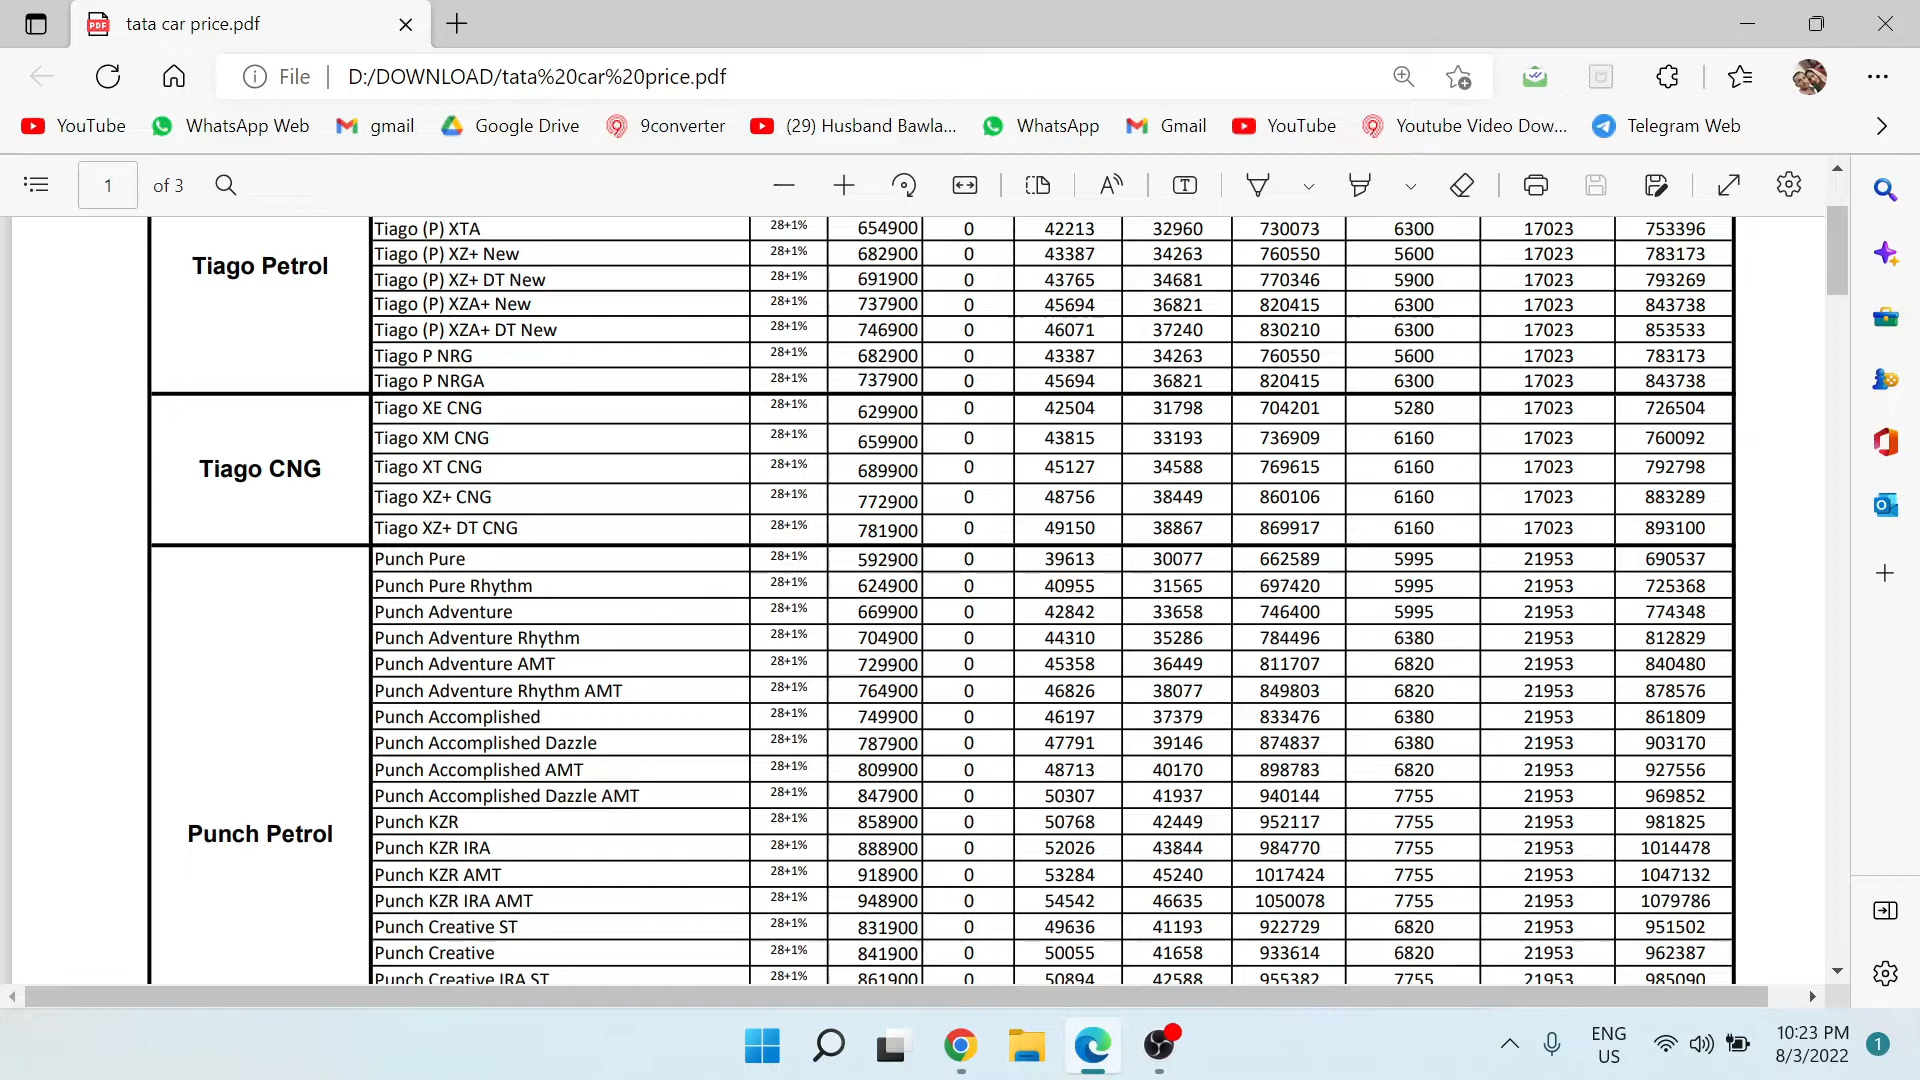 tata car price.pdf
File D:/DOWNLOAD/tata%20car%20price.pdf
YouTube WhatsApp Web gmail Google Drive 9converter (29) Husband Bawla... WhatsApp Gmail YouTube Youtube Video Dow... Telegram Web
1 of 3
Tiago (P) XTA 28+1% 654900 0 42213 32960 730073 6300 17023 753396
Tiago Petrol
Tiago (P) XZ+ New 28+1% 682900 0 43387 34263 760550 5600 17023 783173
Tiago (P) XZ+ DT New 28+1% 691900 0 43765 34681 770346 5900 17023 793269
Tiago (P) XZA+ New 28+1% 737900 0 45694 36821 820415 6300 17023 843738
Tiago (P) XZA+ DT New 28+1% 746900 0 46071 37240 830210 6300 17023 853533
Tiago P NRG 28+1% 682900 0 43387 34263 760550 5600 17023 783173
Tiago P NRGA 28+1% 737900 0 45694 36821 820415 6300 17023 843738
Tiago XE CNG 28+1% 629900 0 42504 31798 704201 5280 17023 726504
Tiago XM CNG 28+1% 659900 0 43815 33193 736909 6160 17023 760092
Tiago CNG
Tiago XT CNG 28+1% 689900 0 45127 34588 769615 6160 17023 792798
Tiago XZ+ CNG 28+1% 772900 0 48756 38449 860106 6160 17023 883289
Tiago XZ+ DT CNG 28+1% 781900 0 49150 38867 869917 6160 17023 893100
Punch Pure 28+1% 592900 0 39613 30077 662589 5995 21953 690537
Punch Pure Rhythm 28+1% 624900 0 40955 31565 697420 5995 21953 725368
Punch Adventure 28+1% 669900 0 42842 33658 746400 5995 21953 774348
Punch Adventure Rhythm 28+1% 704900 0 44310 35286 784496 6380 21953 812829
Punch Adventure AMT 28+1% 729900 0 45358 36449 811707 6820 21953 840480
Punch Adventure Rhythm AMT 28+1% 764900 0 46826 38077 849803 6820 21953 878576
Punch Accomplished 28+1% 749900 0 46197 37379 833476 6380 21953 861809
Punch Accomplished Dazzle 28+1% 787900 0 47791 39146 874837 6380 21953 903170
Punch Accomplished AMT 28+1% 809900 0 48713 40170 898783 6820 21953 927556
Punch Accomplished Dazzle AMT 28+1% 847900 0 50307 41937 940144 7755 21953 969852
Punch Petrol
Punch KZR 28+1% 858900 0 50768 42449 952117 7755 21953 981825
Punch KZR IRA 28+1% 888900 0 52026 43844 984770 7755 21953 1014478
Punch KZR AMT 28+1% 918900 0 53284 45240 1017424 7755 21953 1047132
Punch KZR IRA AMT 28+1% 948900 0 54542 46635 1050078 7755 21953 1079786
Punch Creative ST 28+1% 831900 0 49636 41193 922729 6820 21953 951502
Punch Creative 28+1% 841900 0 50055 41658 933614 6820 21953 962387
Punch Creative IRA ST 28+1% 861900 0 50894 42588 955382 7755 21953 985090
ENG
US
10:23 PM
8/3/2022
1